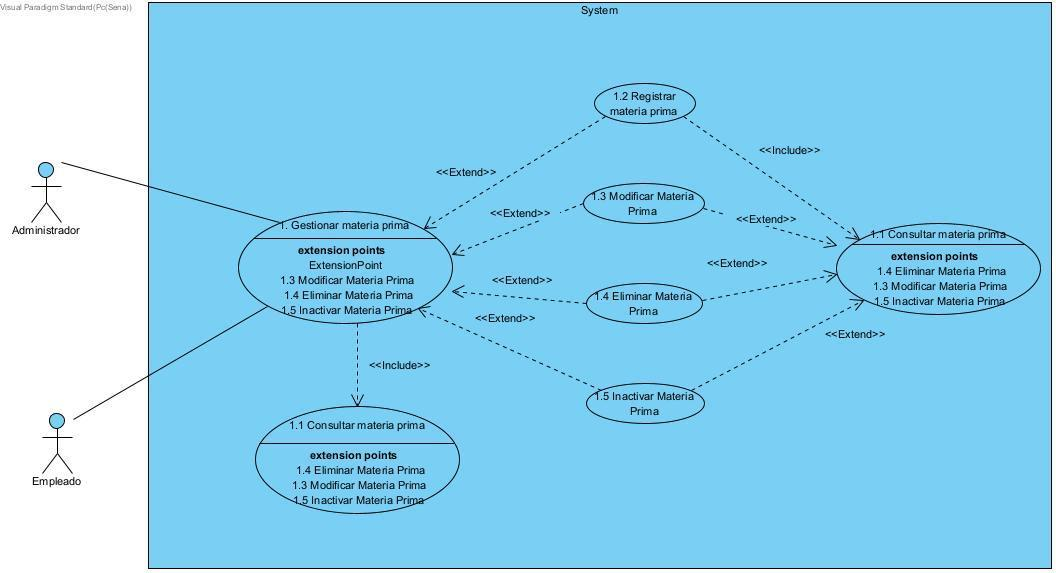 Visual Paradigm Standard(Pc(Sena))
System
1.2 Registrar
materia prima
<<Include>>
<<Extend>>
1.3 Modificar Materia
Prima
<<Extend>>
<<Extend>>
Administrador
1. Gestionar materia prima
extension points
ExtensionPoint
1.3 Modificar Materia Prima
1.4 Eliminar Materia Prima
1.5 Inactivar Materia Prima
1.1 Consultar materia prima
extension points
1.4 Eliminar Materia Prima
1.3 Modificar Materia Prima
1.5 Inactivar Materia Prima
<<Extend>>
<<Extend>>
1.4 Eliminar Materia
Prima
<<Extend>>
<<Extend>>
<<Include>>
1.5 Inactivar Materia
Prima
1.1 Consultar materia prima
extension points
1.4 Eliminar Materia Prima
1.3 Modificar Materia Prima
1.5 Inactivar Materia Prima
Empleado